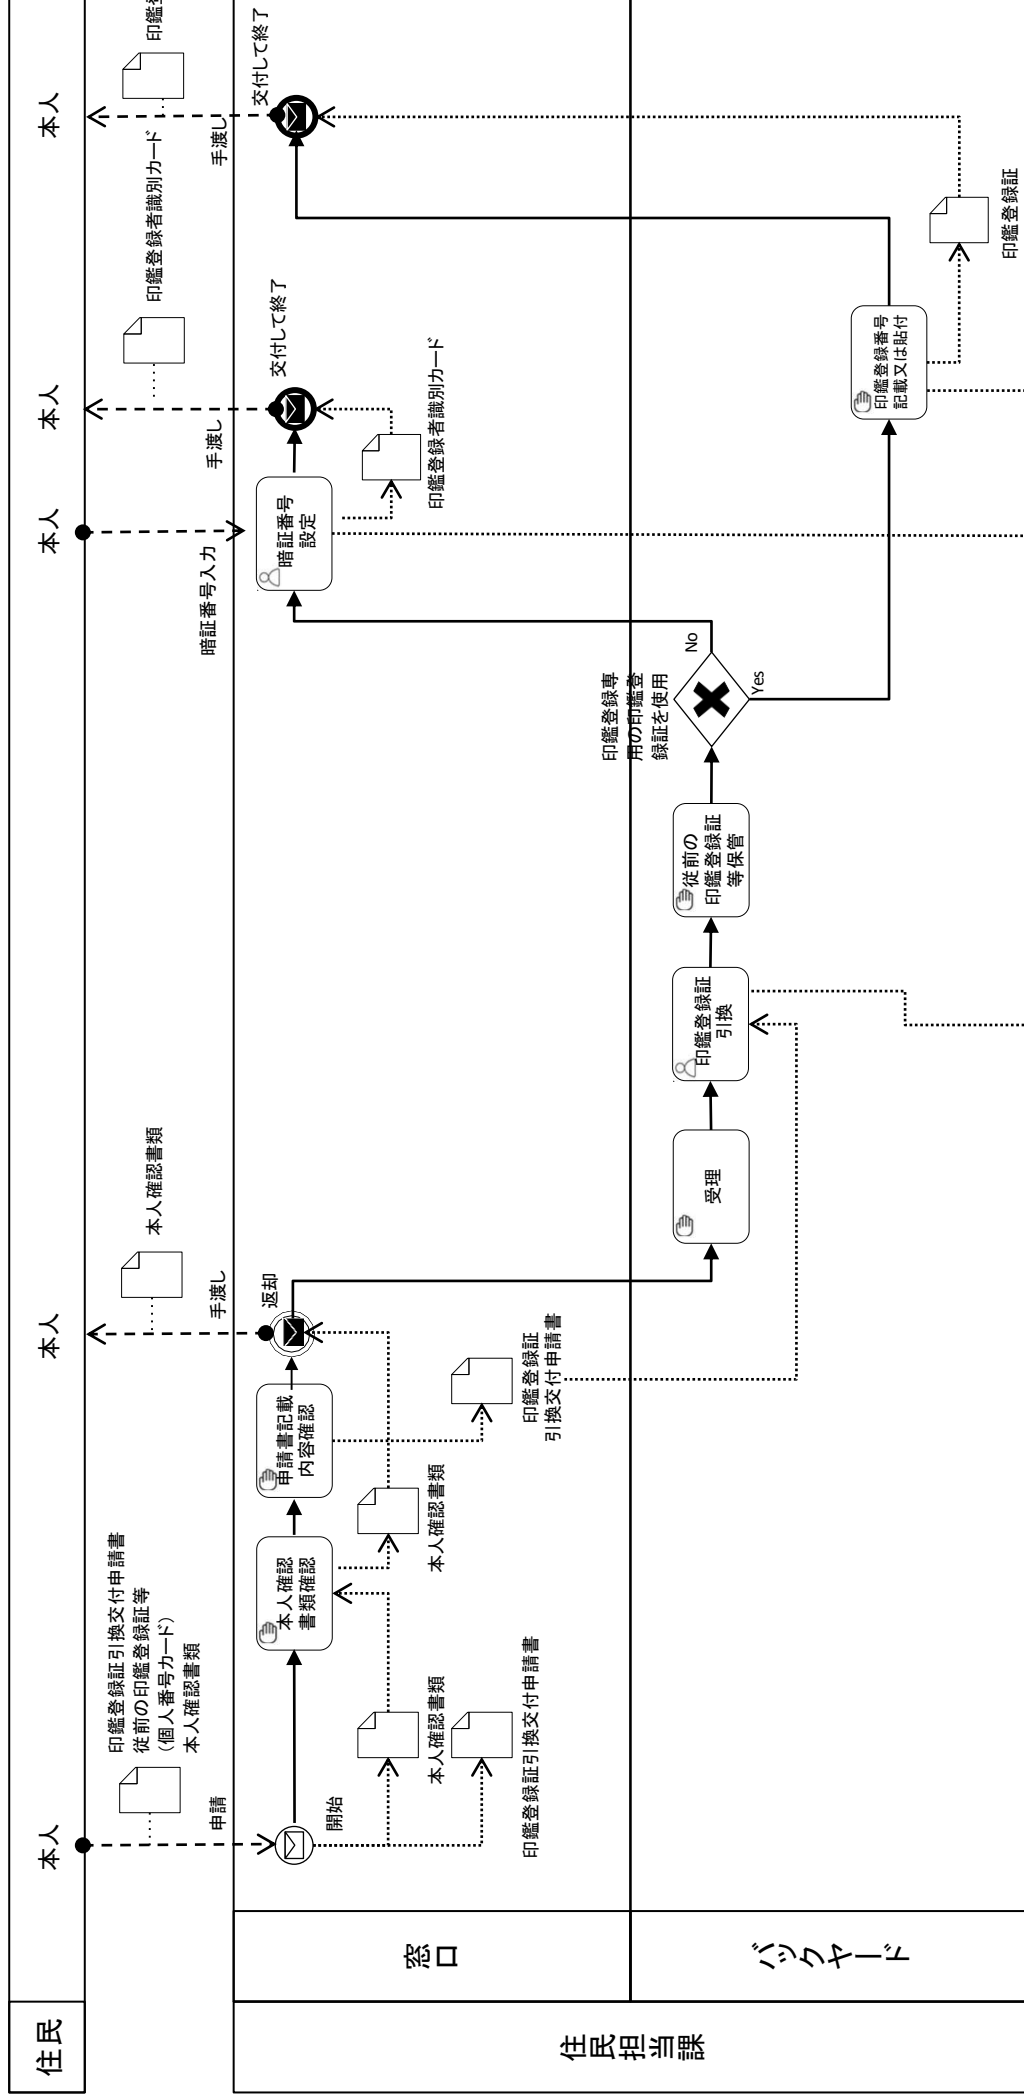 住民
本人
本人
本人
本人
本人
印鑑登録証引換交付申請書
従前の印鑑登録証等
（個人番号カード）
本人確認書類
申請
本人確認書類
手渡し
暗証番号入力
印鑑登録者識別カード
手渡し
印鑑登
手渡し
住民担当課
窓口
開始
本人確認書類
印鑑登録証引換交付申請書
本人確認
書類確認
本人確認書類
申請書記載
内容確認
印鑑登録証
引換交付申請書
返却
暗証番号
設定
印鑑登録者識別カード
交付して終了
交付して終了
バックヤード
受理
印鑑登録証
引換
従前の
印鑑登録証
等保管
印鑑登録専
用の印鑑登
録証を使用
No
Yes
印鑑登録番号
記載又は貼付
印鑑登録証